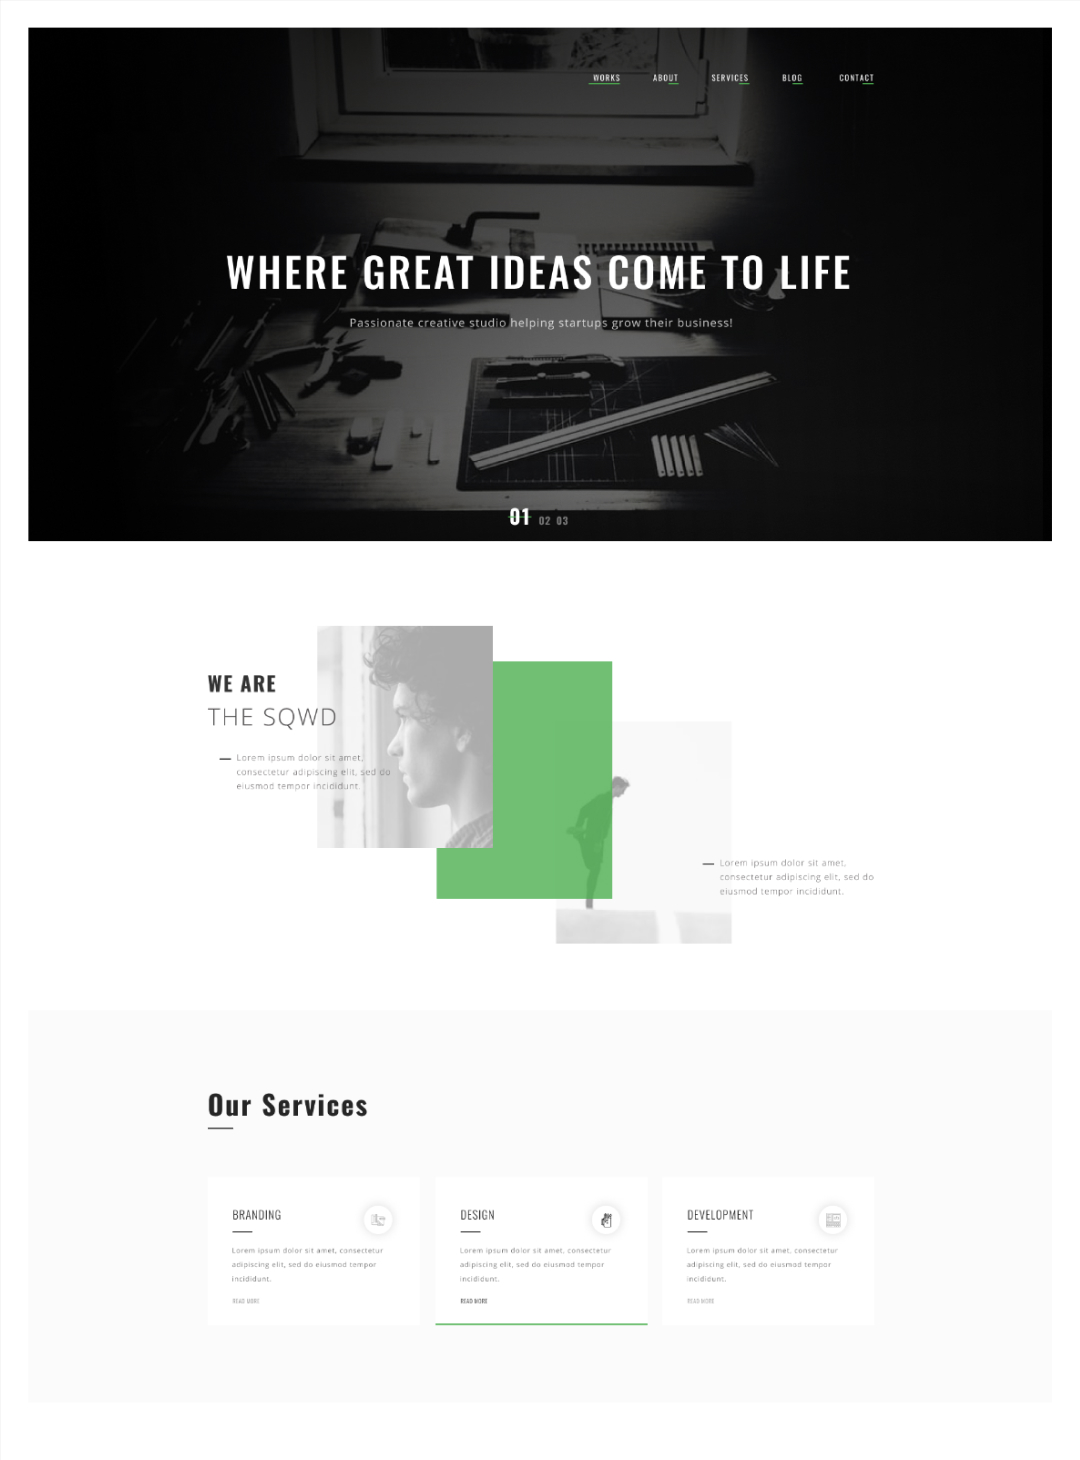 WORKS ABOUT SERVICES BLOG CONTACT
WHERE GREAT IDEAS COME TO LIFE
Passionate creative studio helping startups grow their business!
01 02 03
WE ARE
THE SQWD
Lorem ipsum dolor sit amet,
consectetur adipiscing elit, sed do
eiusmod tempor incididunt.
Lorem ipsum dolor sit amet,
consectetur adipiscing elit, sed do
eiusmod tempor incididunt.
Our Services
BRANDING
Lorem ipsum dolor sit amet, consectetur
adipiscing elit, sed do eiusmod tempor
incididunt.
READ MORE
DESIGN
Lorem ipsum dolor sit amet, consectetur
adipiscing elit, sed do eiusmod tempor
incididunt.
READ MORE
DEVELOPMENT
Lorem ipsum dolor sit amet, consectetur
adipiscing elit, sed do eiusmod tempor
incididunt.
READ MORE